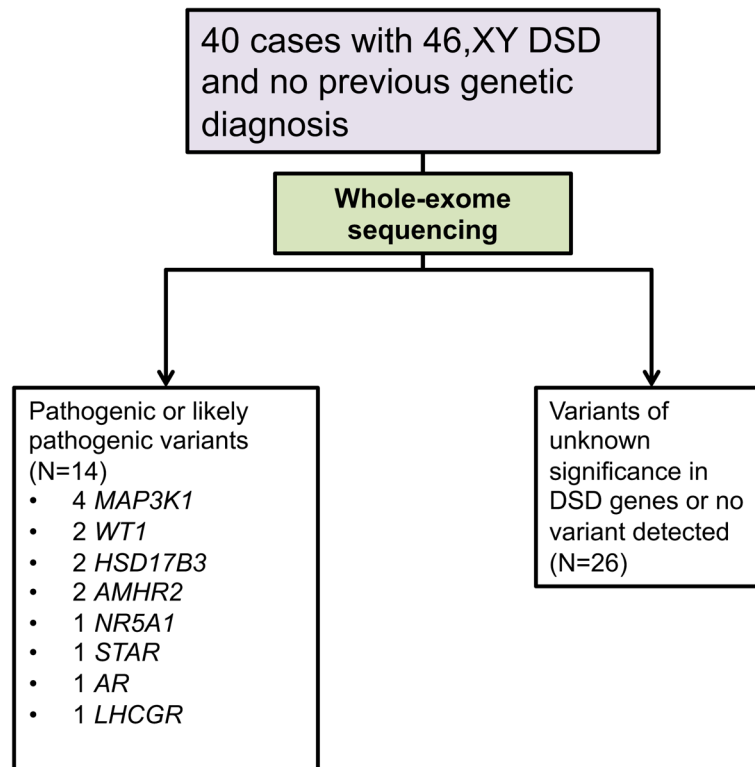 40 cases with 46,XY DSD
and no previous genetic
diagnosis
Whole-exome
sequencing
Pathogenic or likely
pathogenic variants
(N=14)
• 4 MAP3K1
• 2 WT1
• 2 HSD17B3
• 2 AMHR2
• 1 NR5A1
• 1 STAR
• 1 AR
• 1 LHCGR
Variants of
unknown
significance in
DSD genes or no
variant detected
(N=26)